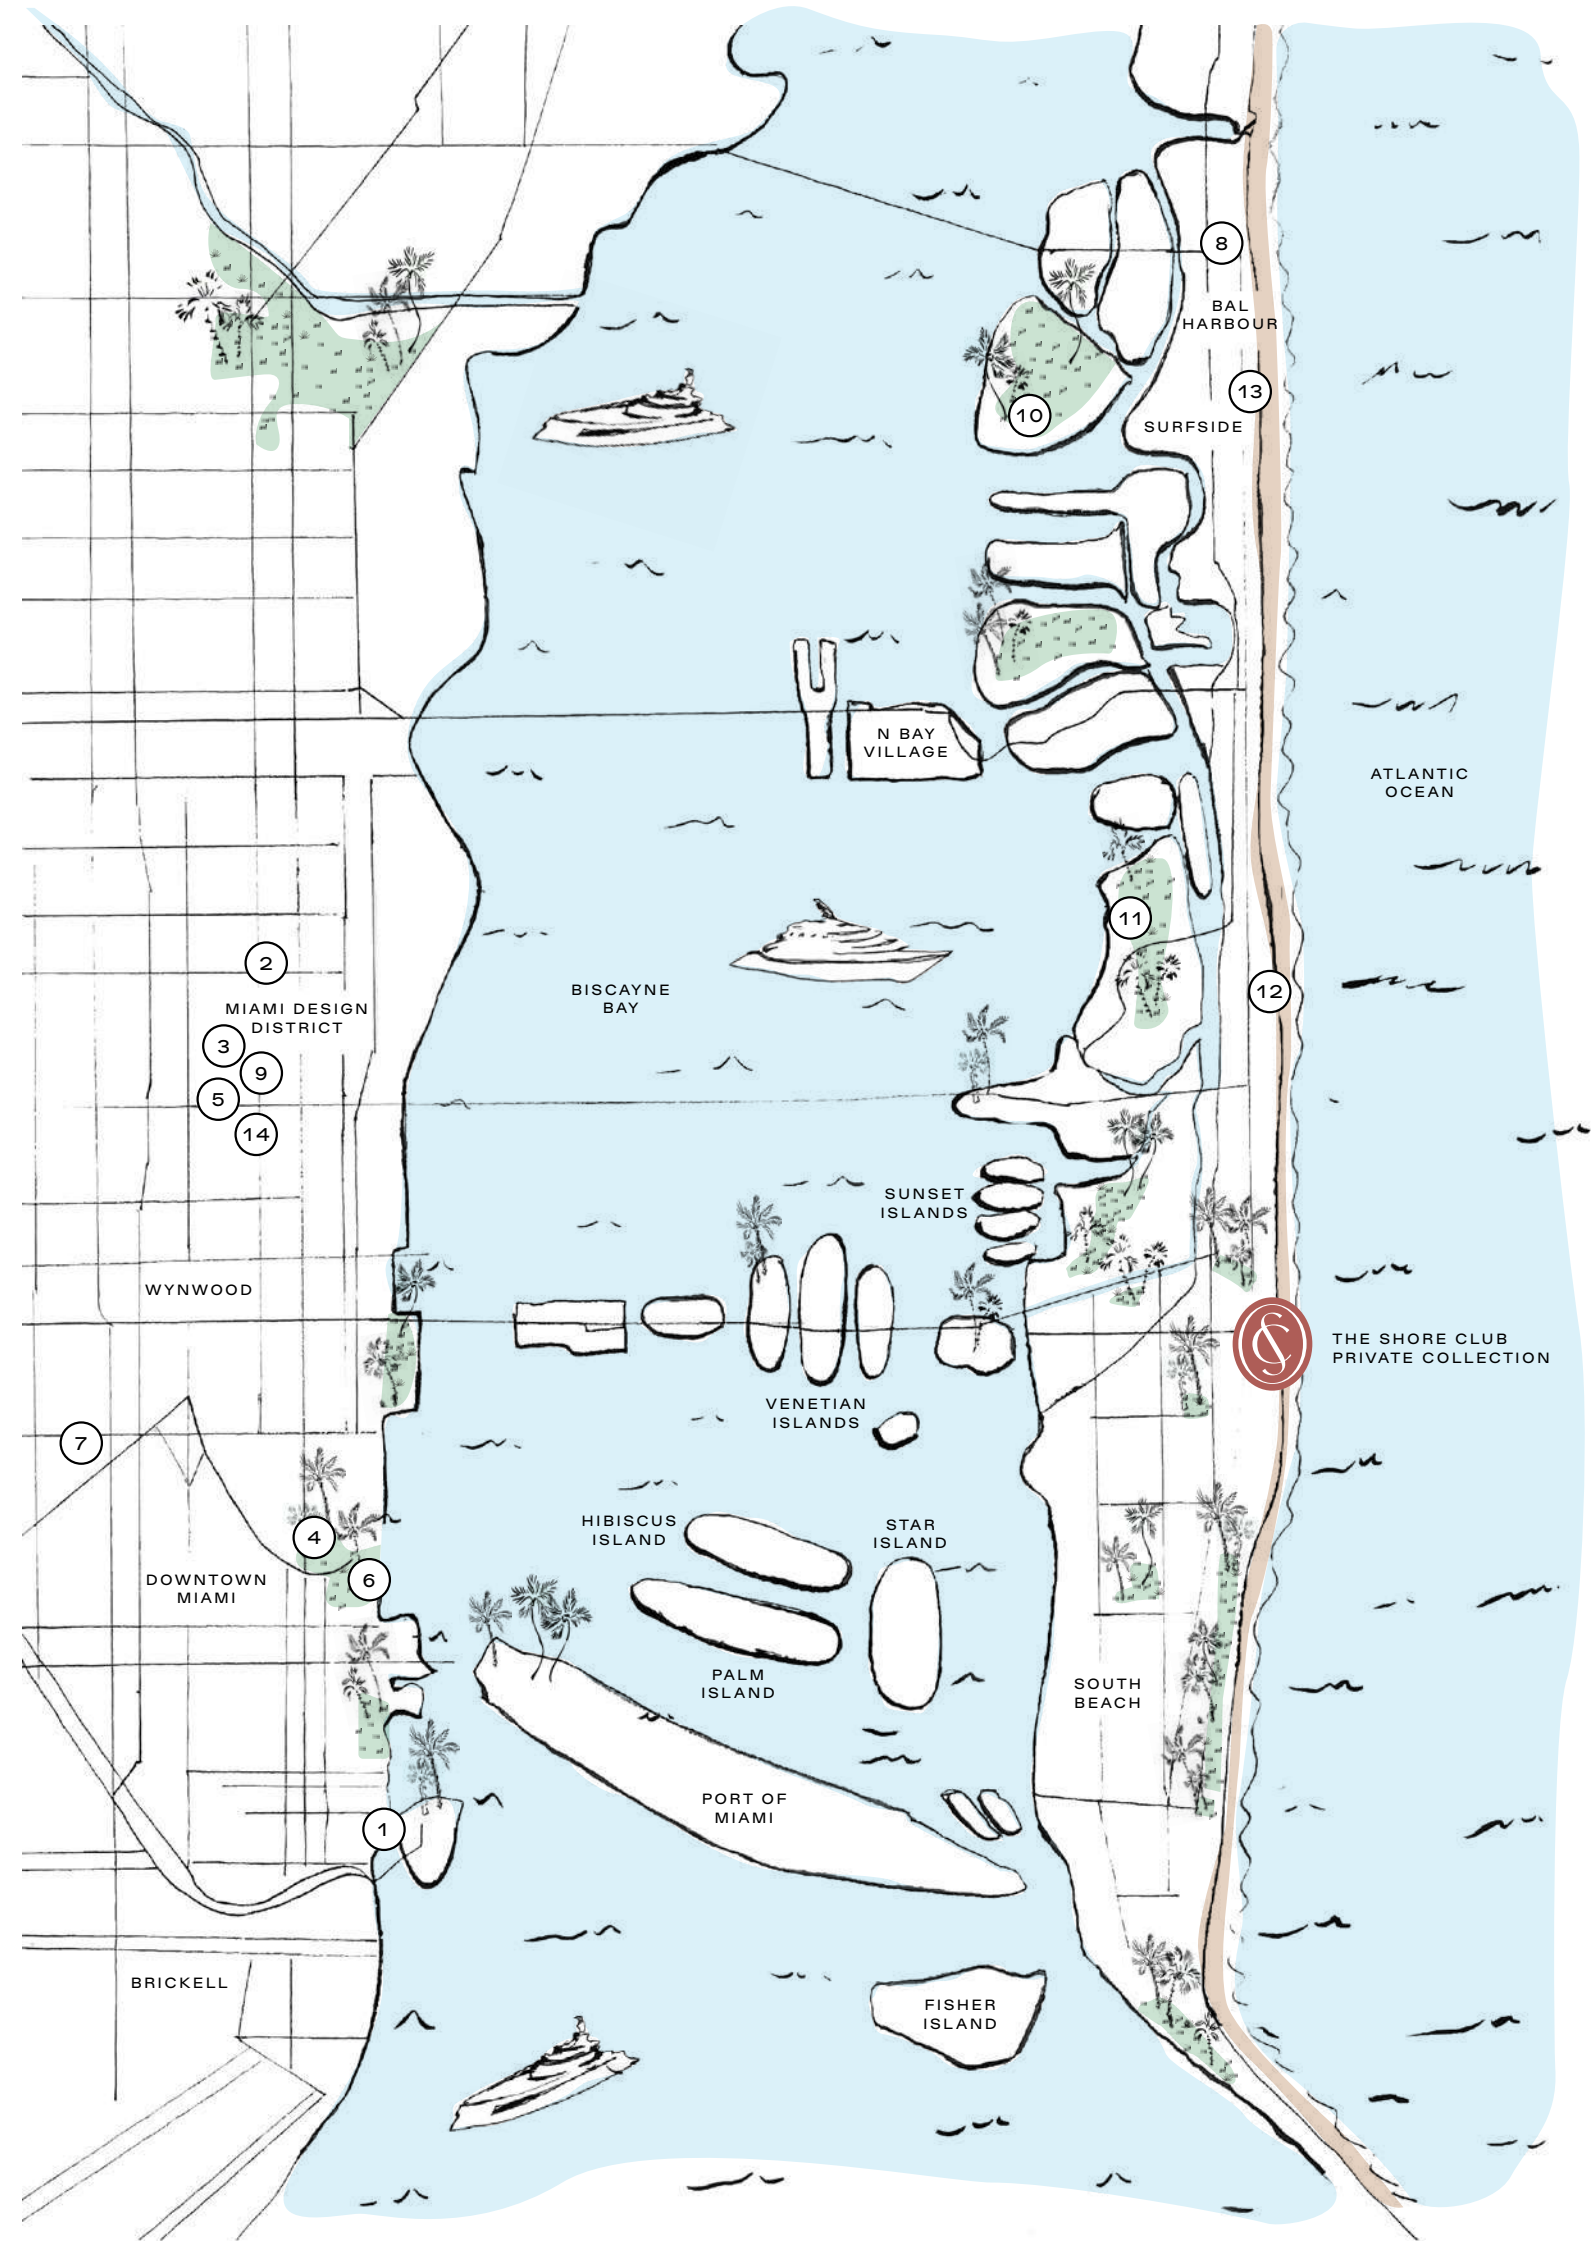 8
BAL
HARBOUR
13
10
SURFSIDE
N BAY
VILLAGE
ATLANTIC
OCEAN
11
2
BISCAYNE
BAY
12
MIAMI DESIGN
DISTRICT
3
9
5
14
SUNSET
ISLANDS
WYNWOOD
THE SHORE CLUB
PRIVATE COLLECTION
VENETIAN
ISLANDS
7
HIBISCUS
ISLAND
STAR
ISLAND
4
6
DOWNTOWN
MIAMI
PALM
ISLAND
SOUTH
BEACH
PORT OF
MIAMI
1
BRICKELL
FISHER
ISLAND